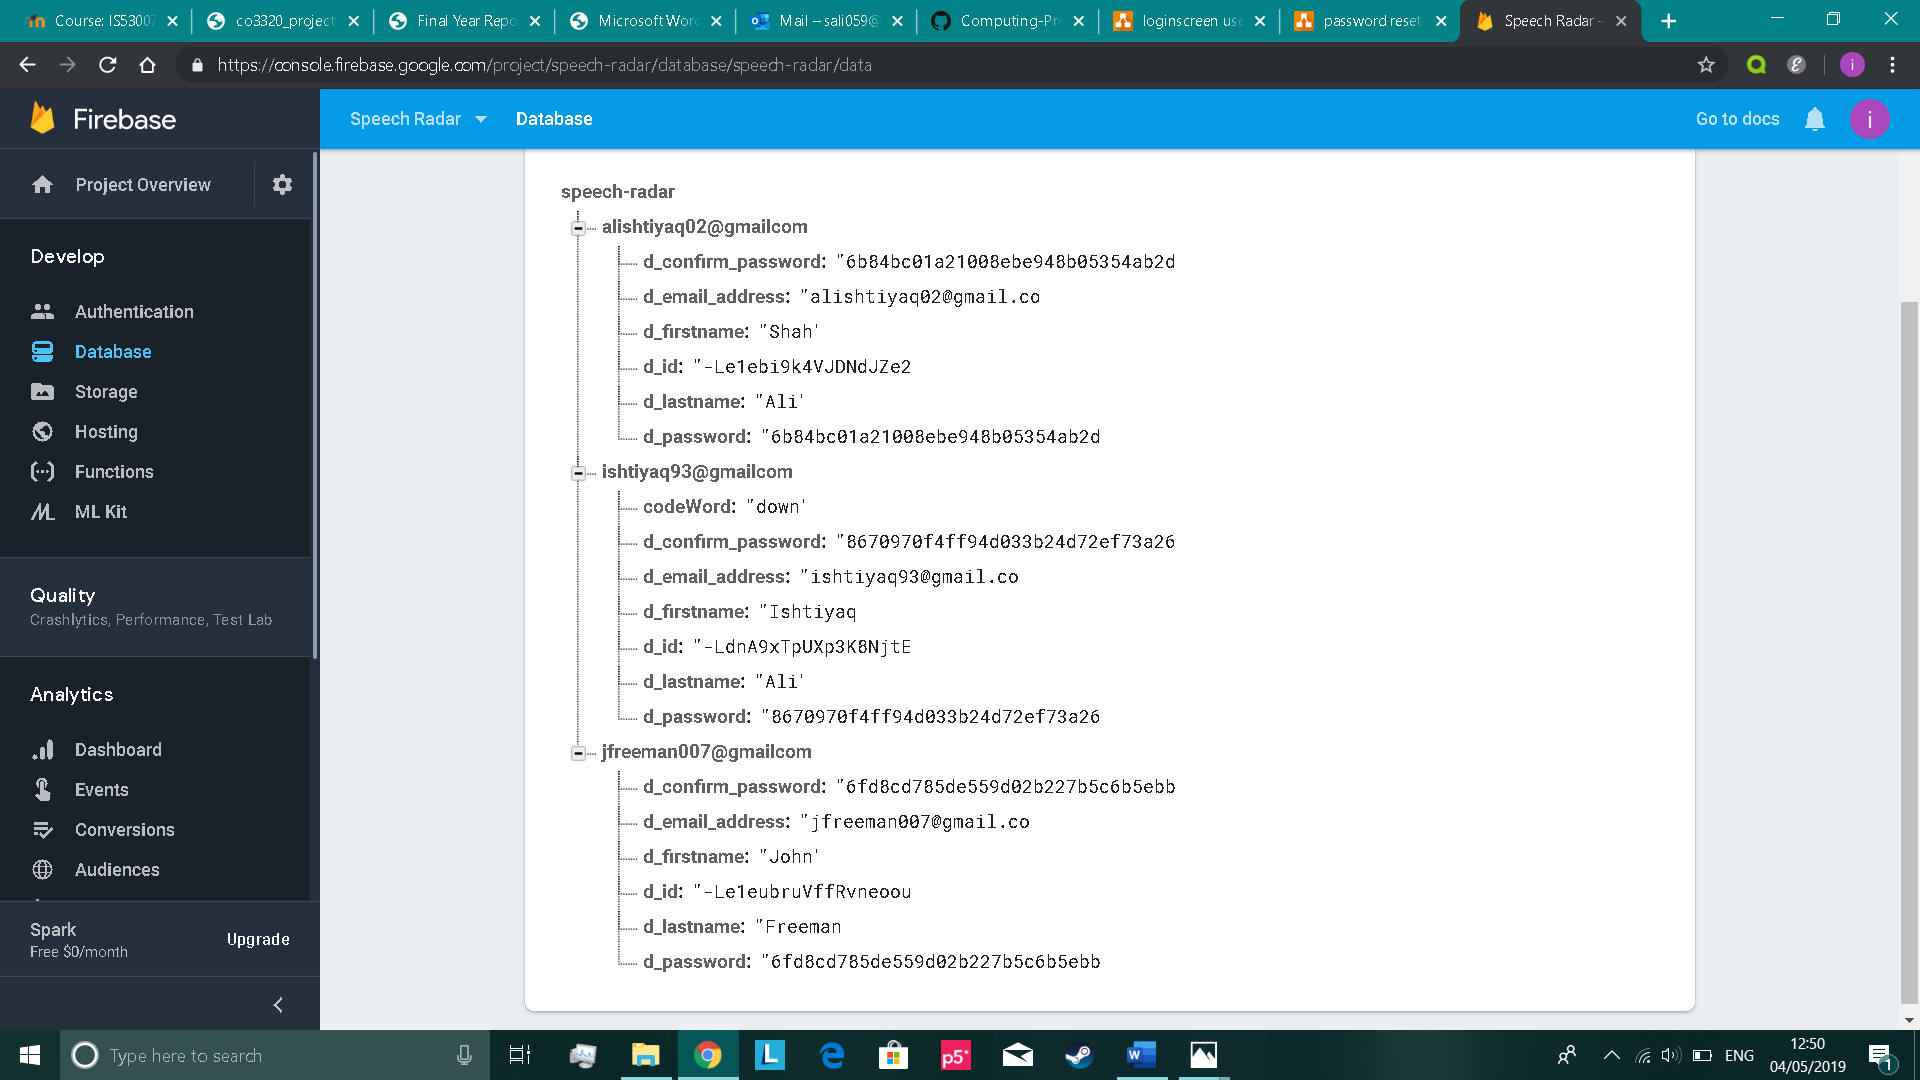 Course: IS53007
co3320_project
Final Year Repo
Microsoft Word
Mail – sali059@
Computing-Pro
loginscreen use
password reset
Speech Radar –
https://console.firebase.google.com/project/speech-radar/database/speech-radar/data
i
Firebase
Speech Radar
Database
Go to docs
i
Project Overview
Develop
Authentication
Database
Storage
Hosting
Functions
ML Kit
Quality
Crashlytics, Performance, Test Lab
Analytics
Dashboard
Events
Conversions
Audiences
Spark
Free $0/month
Upgrade
speech-radar
alishtiyaq02@gmailcom
d_confirm_password: "6b84bc01a21008ebe948b05354ab2d
d_email_address: "alishtiyaq02@gmail.co
d_firstname: "Shah'
d_id: "-Le1ebi9k4VJDNdJZe2
d_lastname: "Ali'
d_password: "6b84bc01a21008ebe948b05354ab2d
ishtiyaq93@gmailcom
codeWord: "down'
d_confirm_password: "8670970f4ff94d033b24d72ef73a26
d_email_address: "ishtiyaq93@gmail.co
d_firstname: "Ishtiyaq
d_id: "-LdnA9xTpUXp3K8NjtE
d_lastname: "Ali'
d_password: "8670970f4ff94d033b24d72ef73a26
jfreeman007@gmailcom
d_confirm_password: "6fd8cd785de559d02b227b5c6b5ebb
d_email_address: "jfreeman007@gmail.co
d_firstname: "John'
d_id: "-Le1eubruVffRvneoou
d_lastname: "Freeman
d_password: "6fd8cd785de559d02b227b5c6b5ebb
Type here to search
L
p5*
W
ENG
12:50
04/05/2019
1